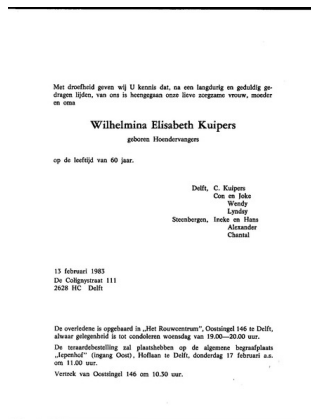 Met droefheid geven wij U kennis dat, na een langdurig en geduldig ge-
dragen lijden, van ons is heengegaan onze lieve zorgzame vrouw, moeder
en oma
Wilhelmina Elisabeth Kuipers
geboren Hoendervangers
op de leeftijd van 60 jaar.
Delft, C. Kuipers
Con en Joke
Wendy
Lyndsy
Steenbergen, Ineke en Hans
Alexander
Chantal
13 februari 1983
De Colignystraat 111
2628 HC Delft
De overledene is opgebaard in „Het Rouwcentrum", Oostsingel 146 te Delft,
alwaar gelegenheid is tot condoleren woensdag van 19.00—20.00 uur.
De teraardebestelling zal plaatshebben op de algemene begraafplaats
„Iepenhof" (ingang Oost), Hoflaan te Delft, donderdag 17 februari a.s.
om 11.00 uur.
Vertrek van Oostsingel 146 om 10.30 uur.